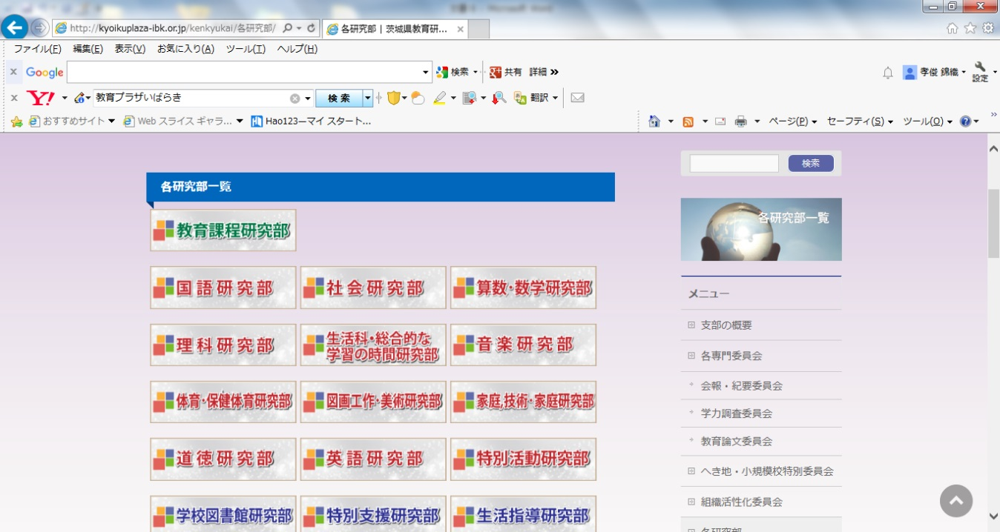 http://kyoikuplaza-ibk.or.jp/kenkyukai/各研究部/
各研究部 | 茨城県教育研...
ファイル(F) 編集(E) 表示(V) お気に入り(A) ツール(T) ヘルプ(H)
x Google 検索 共有 詳細 »
孝俊 錦織 設定
x Y! 教育プラザいばらき 検索 翻訳
おすすめサイト Web スライス ギャラ... Hao123—マイ スタート...
ページ(P) セーフティ(S) ツール(O)
検索
各研究部一覧
教育課程研究部
国語研究部 社会研究部 算数・数学研究部
理科研究部 生活科・総合的な
学習の時間研究部 音楽研究部
体育・保健体育研究部 図画工作・美術研究部 家庭,技術・家庭研究部
道徳研究部 英語研究部 特別活動研究部
学校図書館研究部 特別支援研究部 生活指導研究部
各研究部一覧
メニュー
支部の概要
各専門委員会
会報・紀要委員会
学力調査委員会
教育論文委員会
へき地・小規模校特別委員会
組織活性化委員会
各研究部